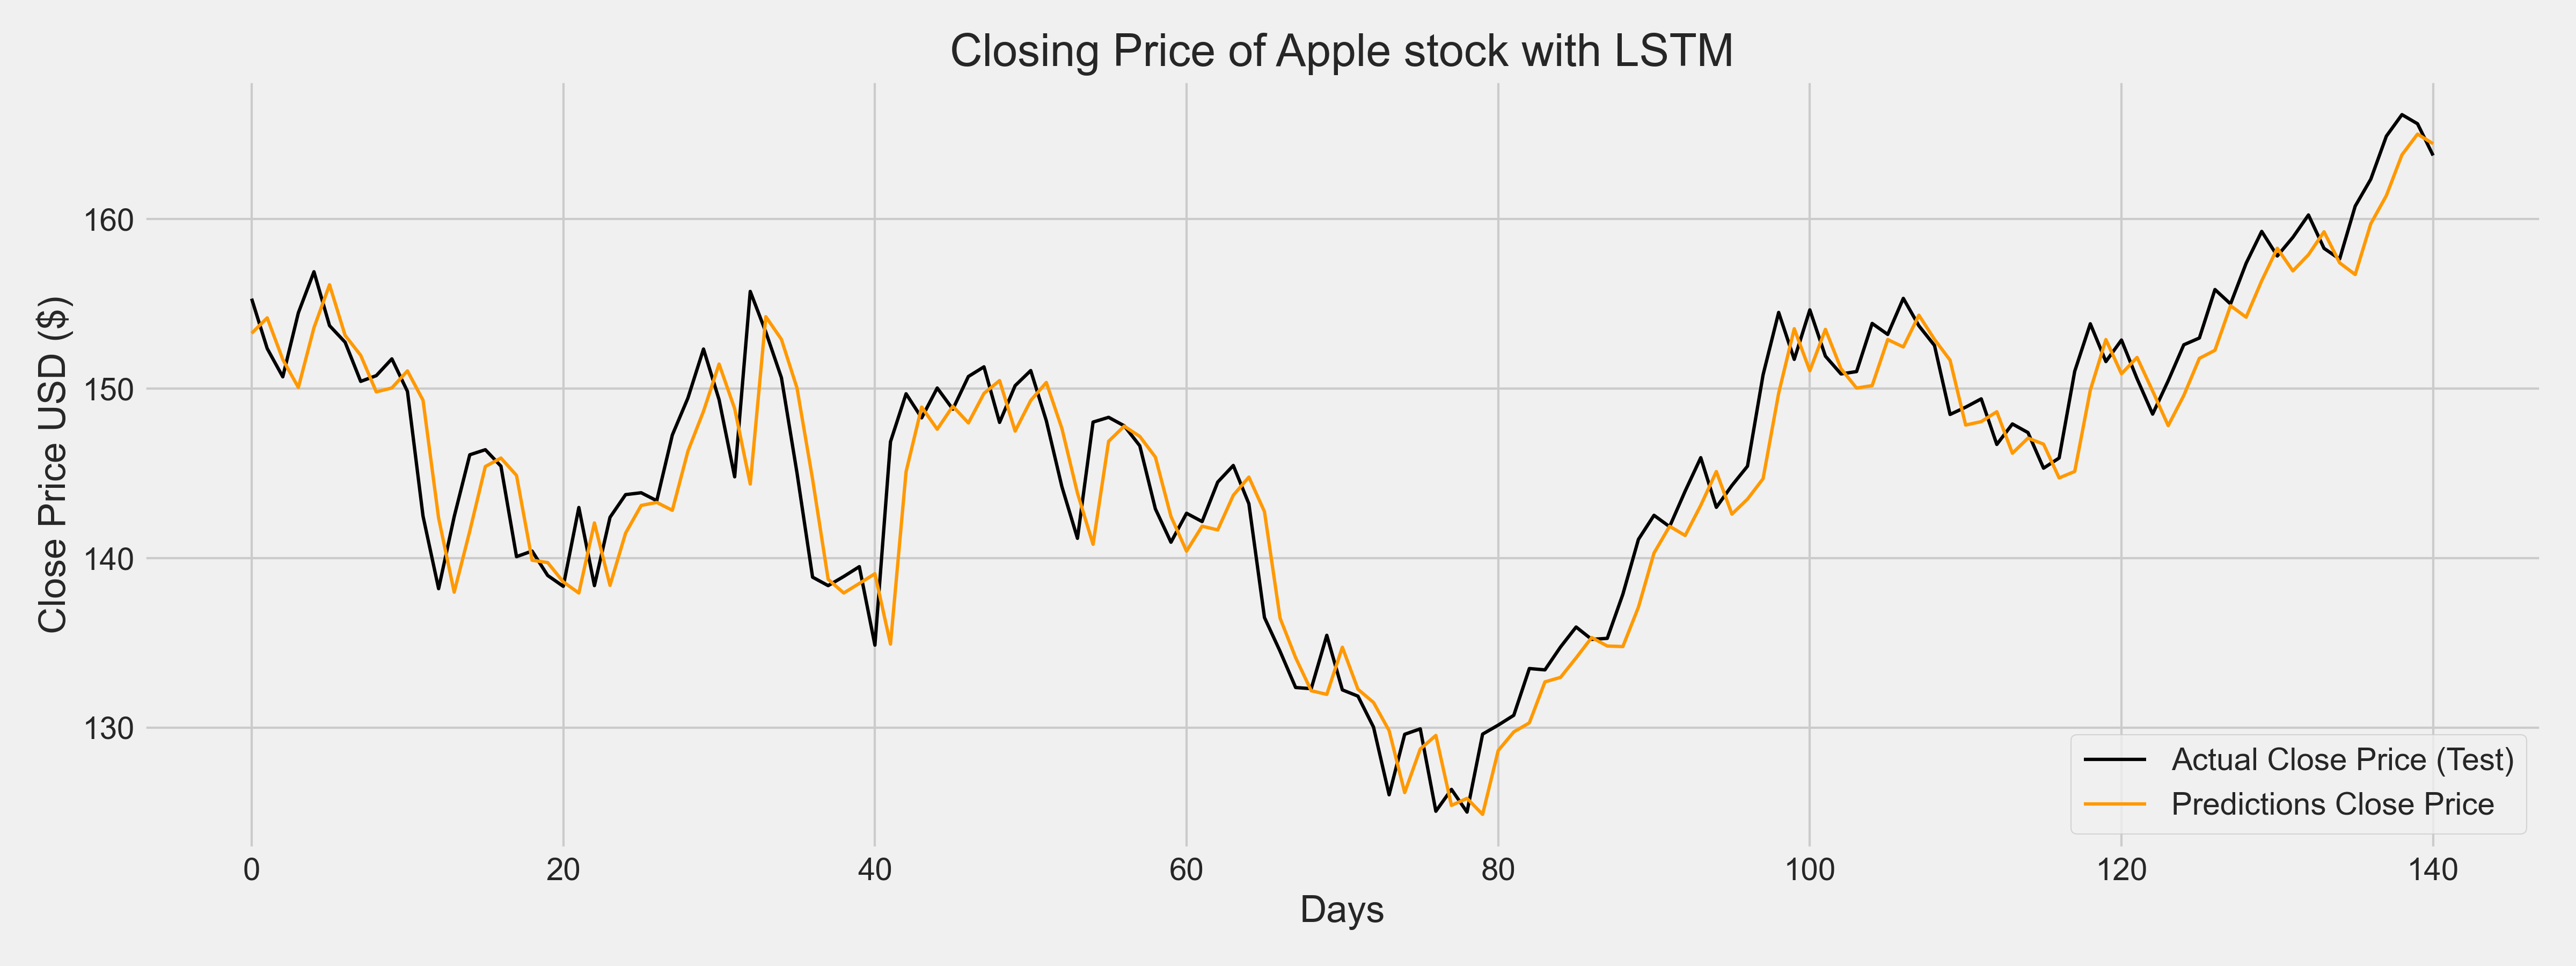 Closing Price of Apple stock with LSTM
Close Price USD ($)
160
150
140
130
Actual Close Price (Test)
Predictions Close Price
0 20 40 60 80 100 120 140
Days